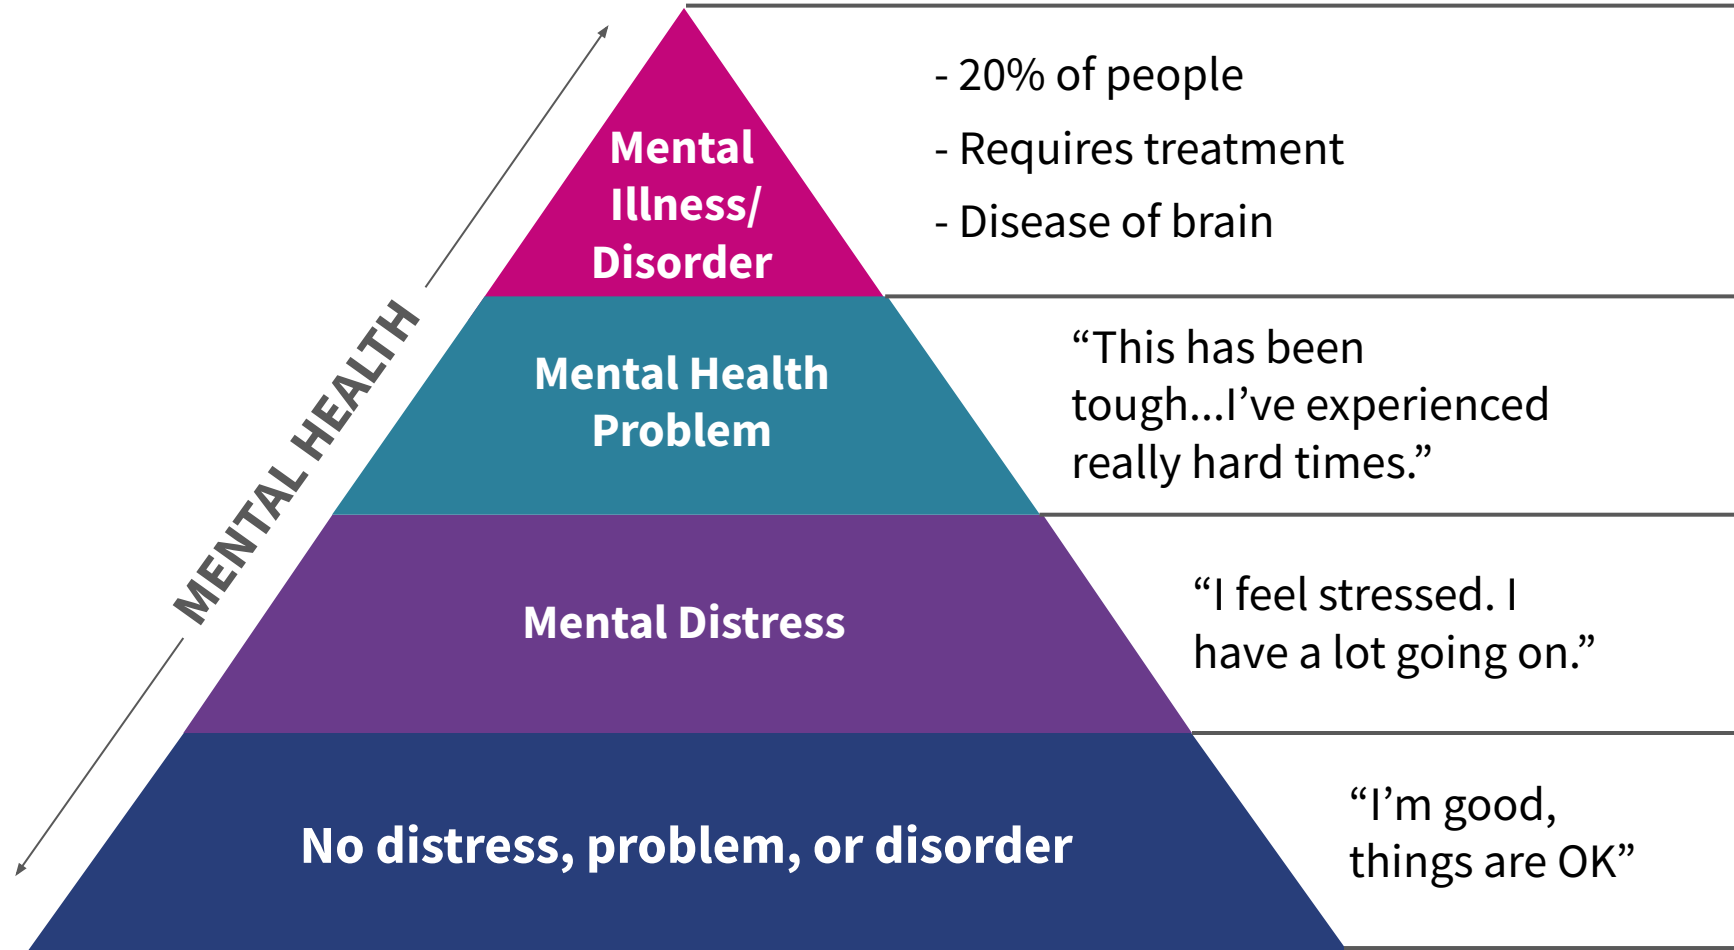 MENTAL HEALTH
Mental
Illness/
Disorder
- 20% of people
- Requires treatment
- Disease of brain
Mental Health
Problem
“This has been
tough...I’ve experienced
really hard times.”
Mental Distress
“I feel stressed. I
have a lot going on.”
No distress, problem, or disorder
“I’m good,
things are OK”